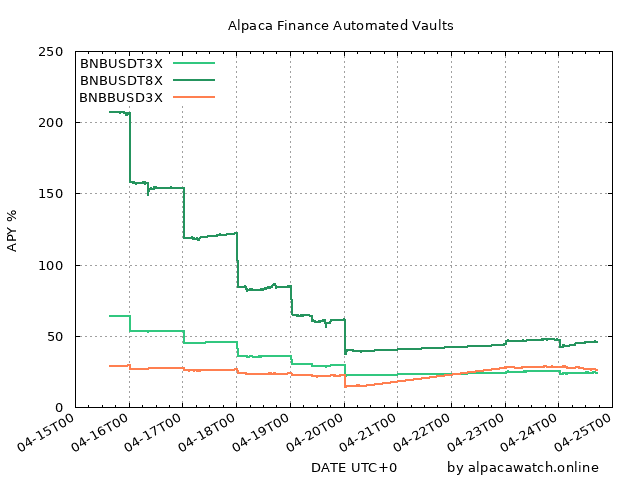 Alpaca Finance Automated Vaults
250
200
150
100
50
0
APY %
BNBUSDT3X
BNBUSDT8X
BNBBUSD3X
04-15T00
04-16T00
04-17T00
04-18T00
04-19T00
04-20T00
04-21T00
04-22T00
04-23T00
04-24T00
04-25T00
DATE UTC+0
by alpacawatch.online